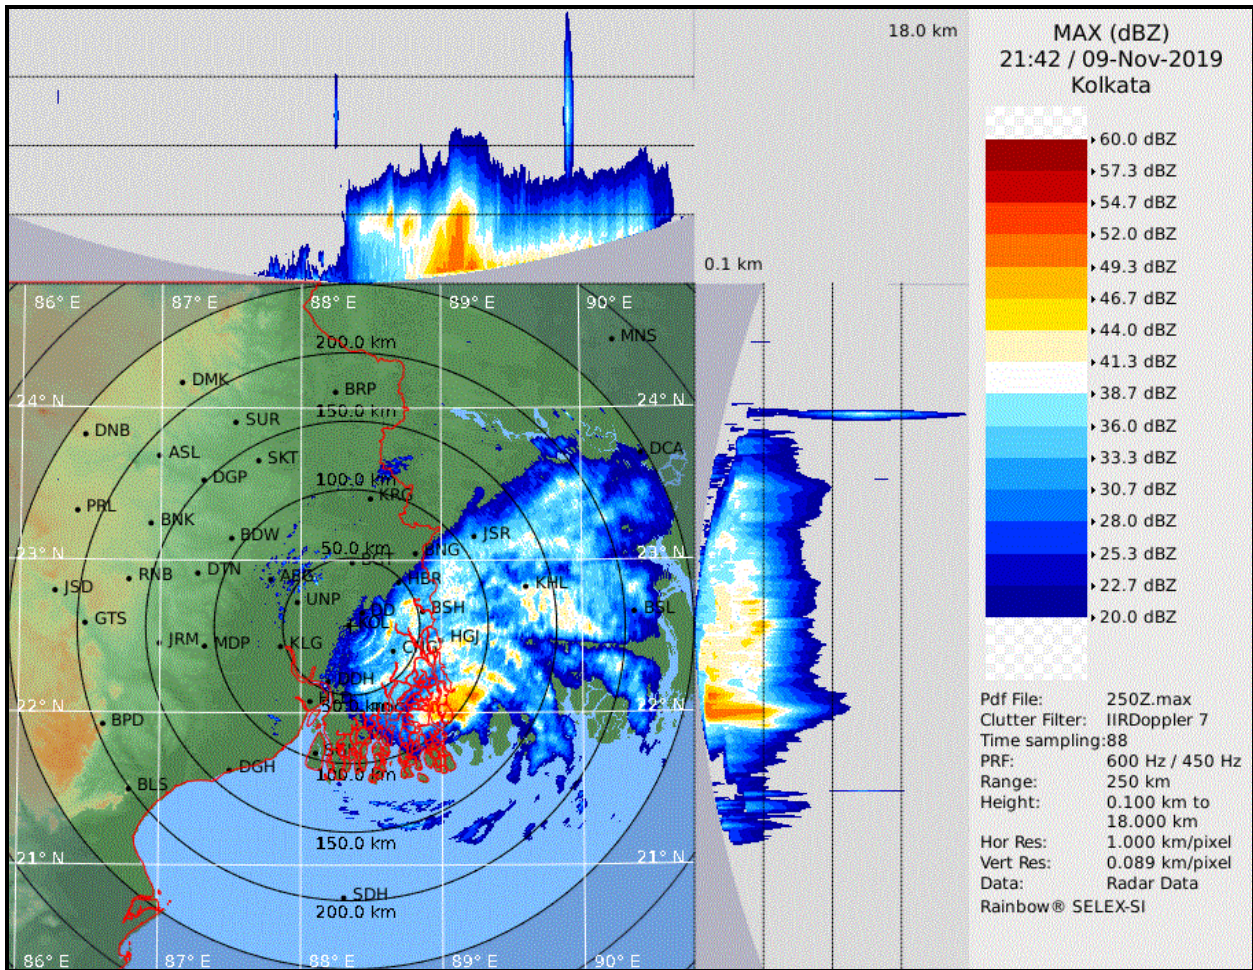 18.0 km
0.1 km
MAX (dBZ)
21:42 / 09-Nov-2019
Kolkata
60.0 dBZ
57.3 dBZ
54.7 dBZ
52.0 dBZ
49.3 dBZ
46.7 dBZ
44.0 dBZ
41.3 dBZ
38.7 dBZ
36.0 dBZ
33.3 dBZ
30.7 dBZ
28.0 dBZ
25.3 dBZ
22.7 dBZ
20.0 dBZ
Pdf File: 250Z.max
Clutter Filter: IIRDoppler 7
Time sampling:88
PRF: 600 Hz / 450 Hz
Range: 250 km
Height: 0.100 km to
18.000 km
Hor Res: 1.000 km/pixel
Vert Res: 0.089 km/pixel
Data: Radar Data
Rainbow® SELEX-SI
86° E 87° E 88° E 89° E 90° E
MNS
200.0 km
DMK
BRP
24° N 24° N
150.0 km
SUR
DNB
DCA
ASL
SKT
DGP
100.0 km
KRG
PRL
BNK
BDW
JSR
50.0 km
23° N 23° N
BGT
DTN
RNB
HBR
KHL
JSD
UNP
BSH
BSL
GTS
KOL
HGJ
JRM
MDP
KLG
DDH
50.0 km
22° N 22° N
BPD
DGH
100.0 km
BLS
150.0 km
21° N 21° N
SDH
200.0 km
86° E 87° E 88° E 89° E 90° E